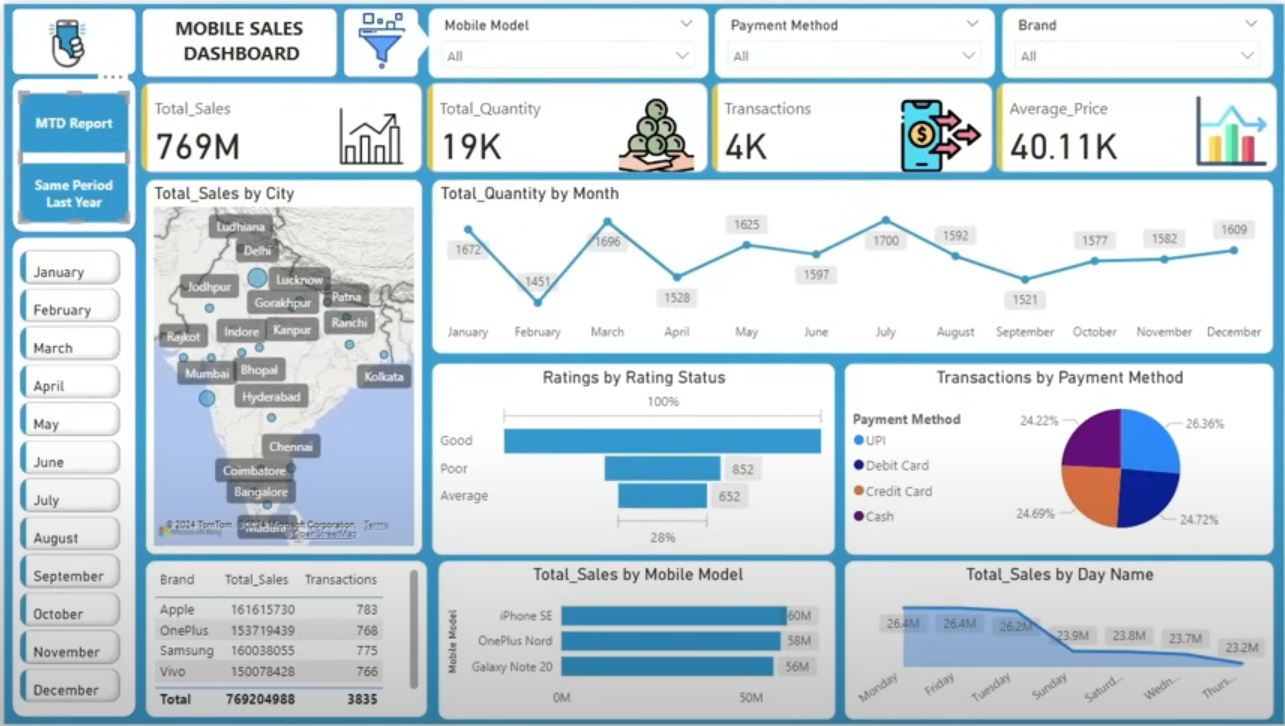 MOBILE SALES
DASHBOARD
Mobile Model
All
Payment Method
All
Brand
All
MTD Report
Same Period
Last Year
Total_Sales
769M
Total_Quantity
19K
Transactions
4K
Average_Price
40.11K
January
February
March
April
May
June
July
August
September
October
November
December
Total_Sales by City
Ludhiana
Delhi
Lucknow
Jodhpur
Gorakhpur
Patna
Ranchi
Rajkot
Indore
Kanpur
Mumbai
Bhopal
Kolkata
Hyderabad
Chennai
Coimbatore
Bangalore
© 2024 TomTom, Microsoft Corporation, Terms
© OpenStreetMap
Total_Quantity by Month
1672
1451
1696
1528
1625
1597
1700
1592
1521
1577
1582
1609
January February March April May June July August September October November December
Ratings by Rating Status
100%
Good
Poor 852
Average 652
28%
Transactions by Payment Method
Payment Method
UPI
Debit Card
Credit Card
Cash
24.22%
26.36%
24.69%
24.72%
Brand Total_Sales Transactions
Apple 161615730 783
OnePlus 153719439 768
Samsung 160038055 775
Vivo 150078428 766
Total 769204988 3835
Total_Sales by Mobile Model
Mobile Model
iPhone SE 60M
OnePlus Nord 58M
Galaxy Note 20 56M
0M 50M
Total_Sales by Day Name
26.4M 26.4M 26.2M 23.9M 23.8M 23.7M 23.2M
Monday Friday Tuesday Sunday Saturd... Wedn... Thurs...